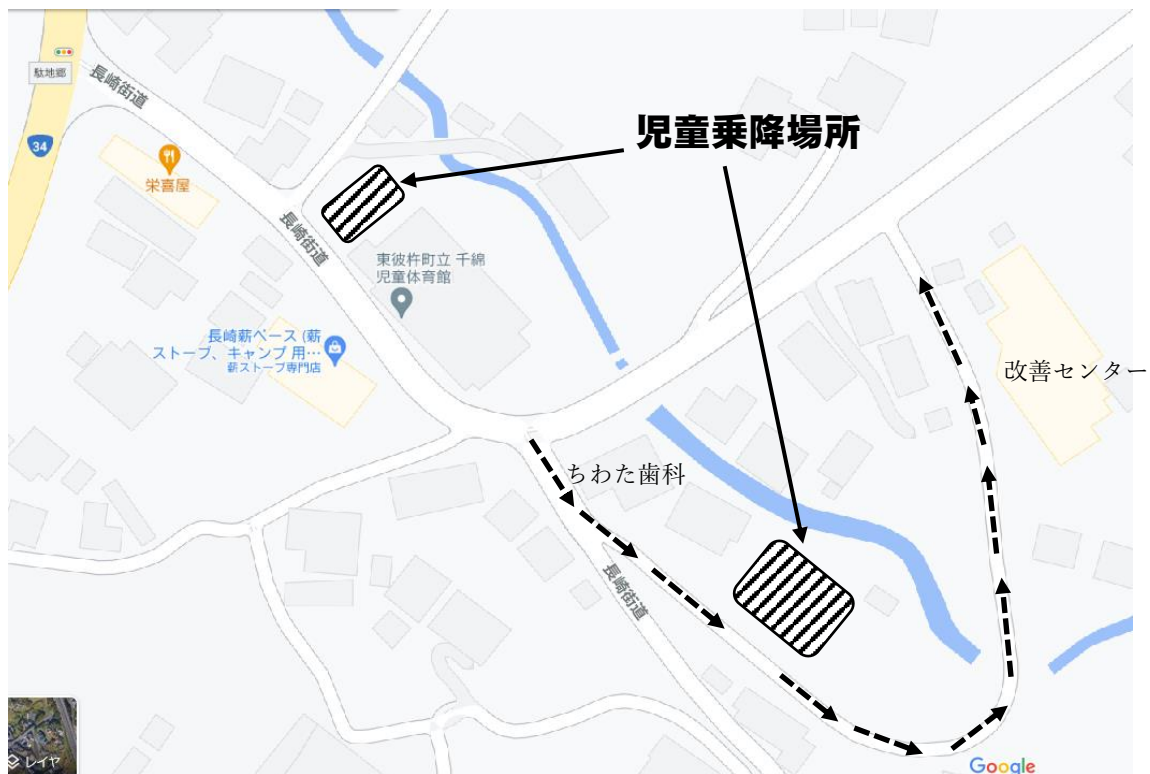 児童乗降場所
駄地郷
長崎街道
34
栄喜屋
長崎街道
東彼杵町立 千綿
児童体育館
長崎薪ベース (薪
ストーブ、キャンプ 用…
薪ストーブ専門店
改善センター
ちわた歯科
長崎街道
レイヤ
Google